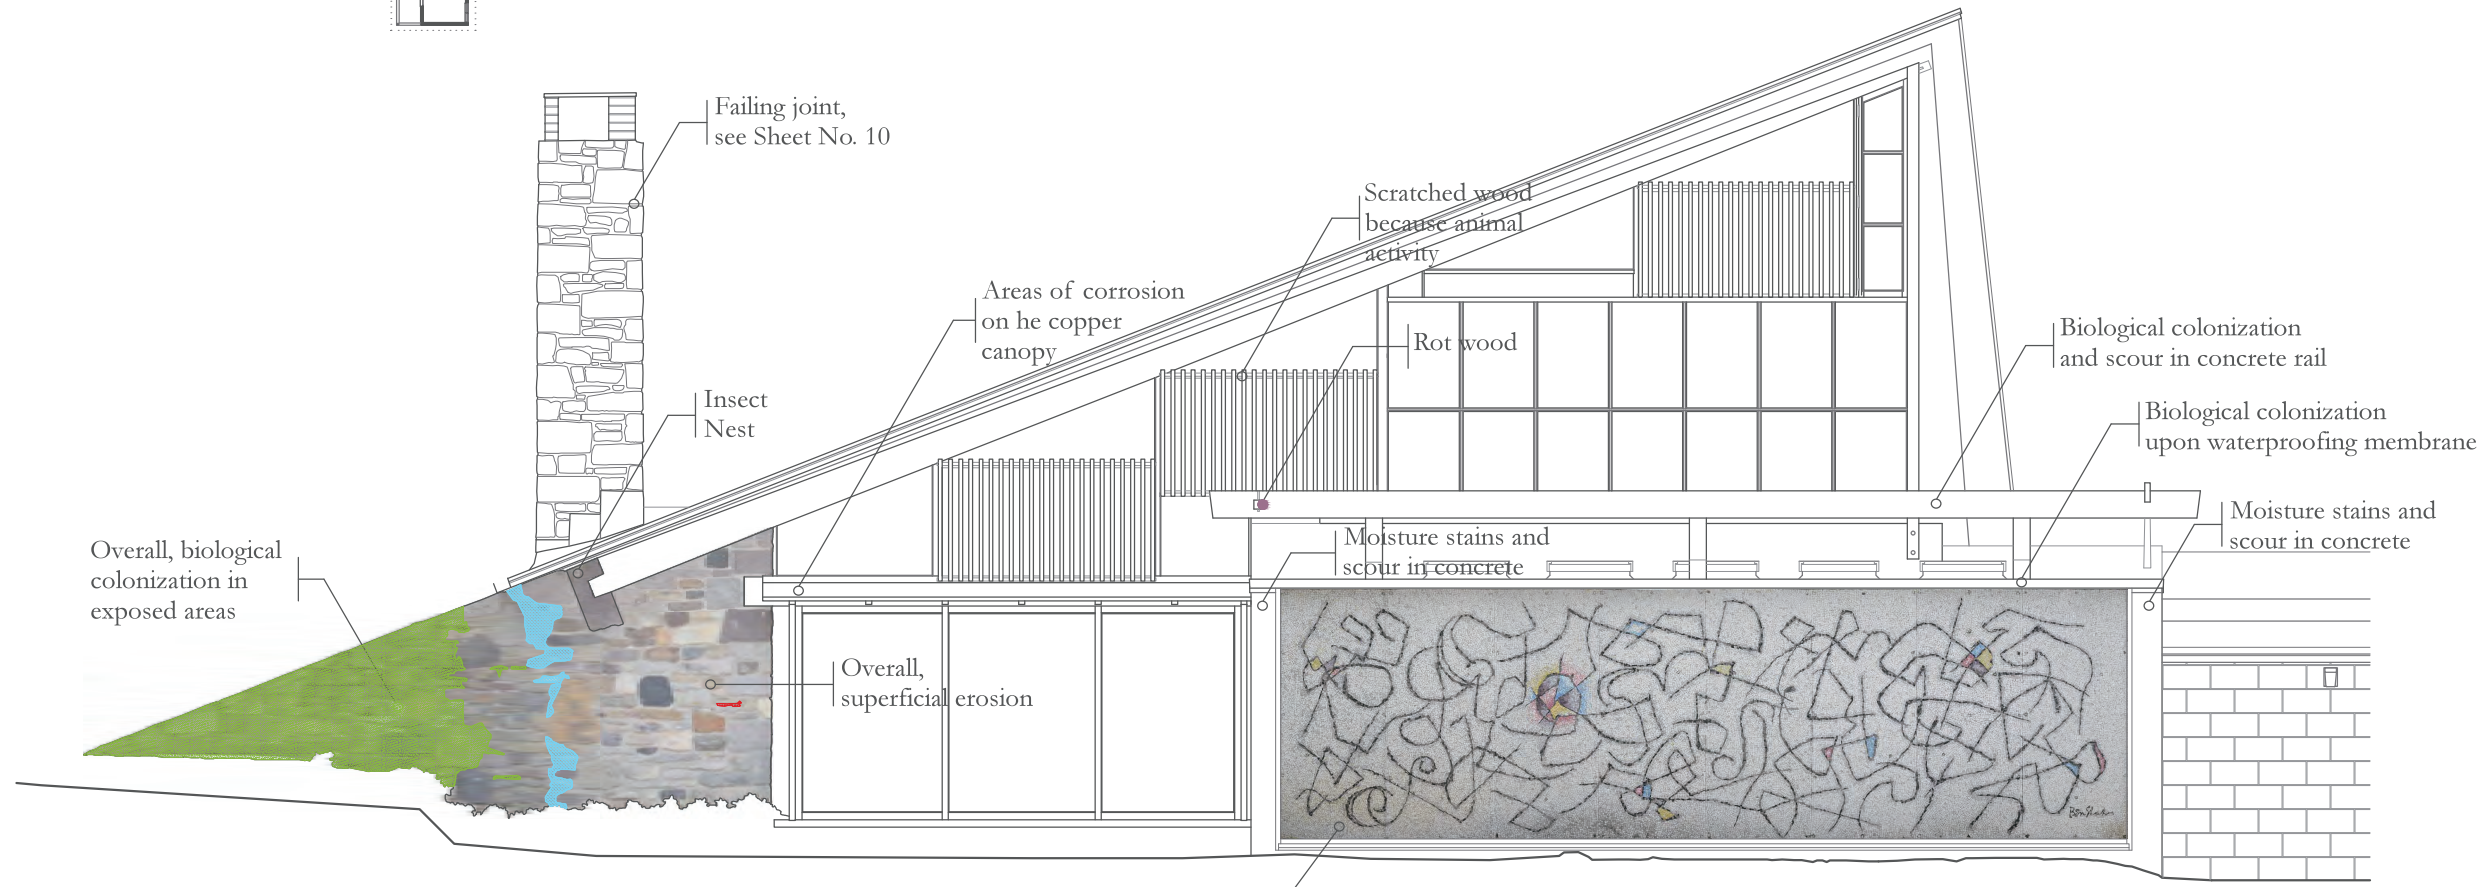 Failing joint,
see Sheet No. 10
Scratched wood
because animal
activity
Areas of corrosion
on he copper
canopy
Rot wood
Biological colonization
and scour in concrete rail
Insect
Nest
Biological colonization
upon waterproofing membrane
Moisture stains and
scour in concrete
Moisture stains and
scour in concrete
Overall, biological
colonization in
exposed areas
Overall,
superficial erosion